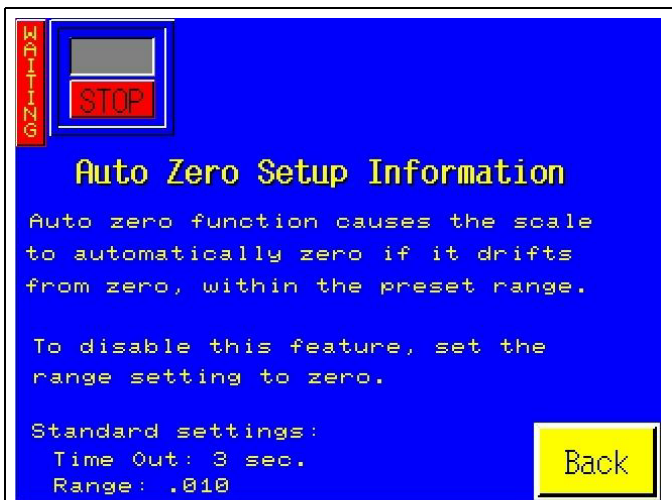 WAITING
STOP
Auto Zero Setup Information
Auto zero function causes the scale
to automatically zero if it drifts
from zero, within the preset range.
To disable this feature, set the
range setting to zero.
Standard settings:
Time Out: 3 sec.
Range: .010
Back